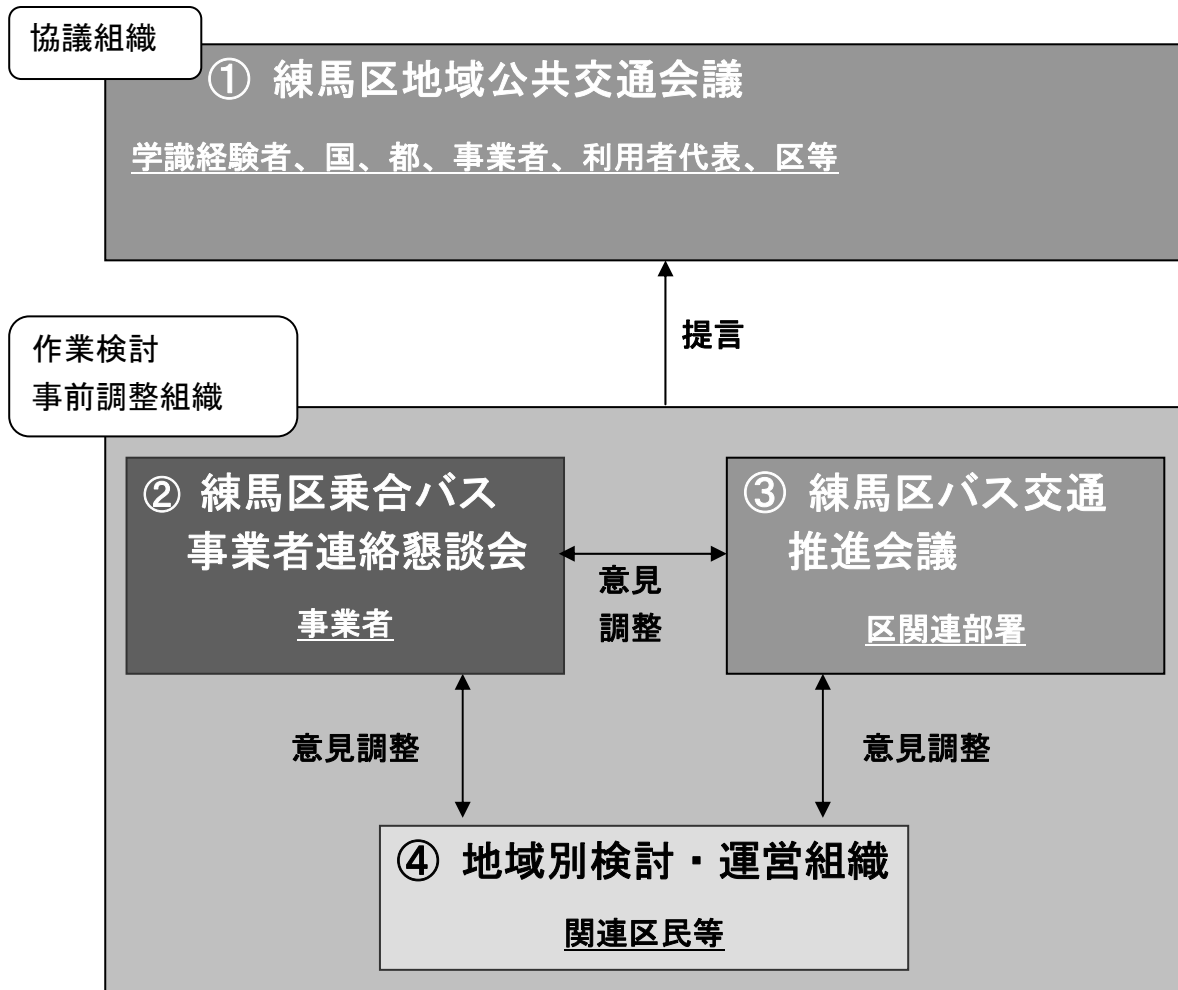 協議組織
① 練馬区地域公共交通会議
学識経験者、国、都、事業者、利用者代表、区等
提言
作業検討
事前調整組織
② 練馬区乗合バス
事業者連絡懇談会
事業者
意見
調整
③ 練馬区バス交通
推進会議
区関連部署
意見調整
意見調整
④ 地域別検討・運営組織
関連区民等